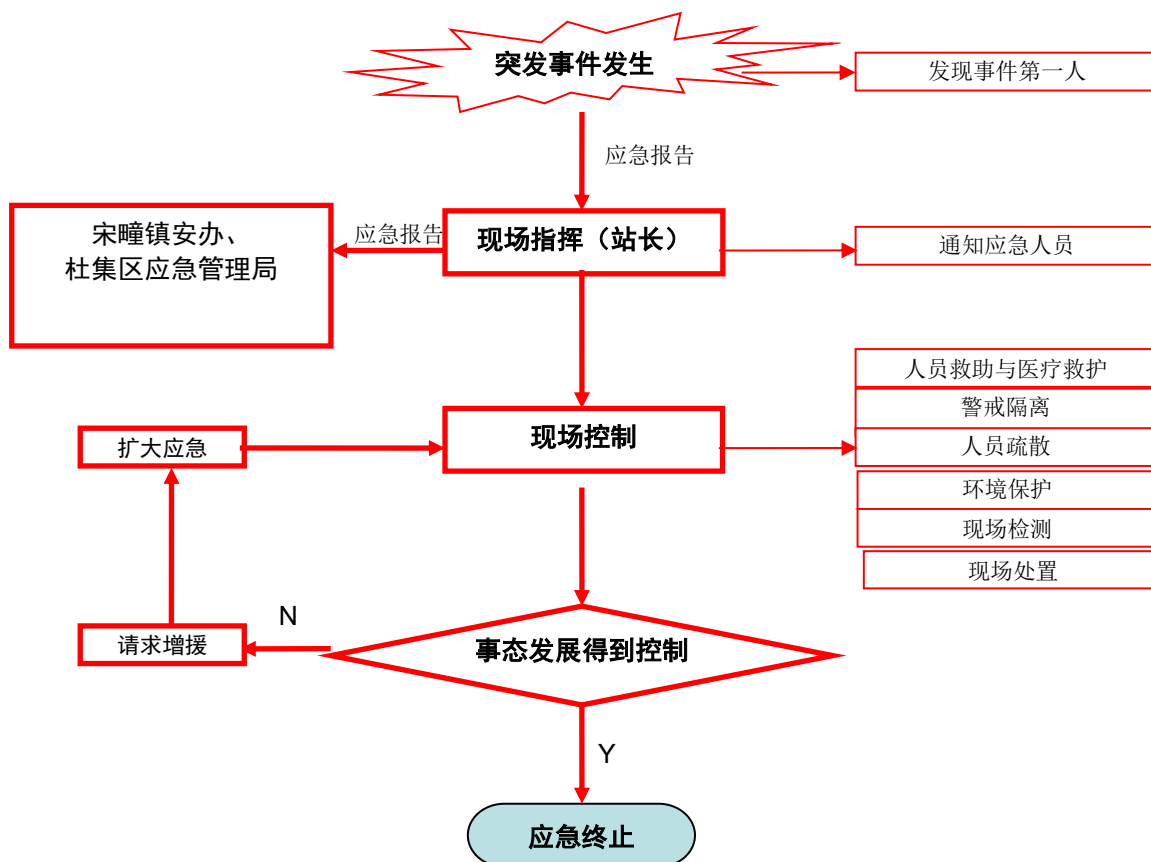 突发事件发生
发现事件第一人
应急报告
宋疃镇安办、
杜集区应急管理局
应急报告
现场指挥（站长）
通知应急人员
人员救助与医疗救护
警戒隔离
扩大应急
现场控制
人员疏散
环境保护
现场检测
现场处置
N
请求增援
事态发展得到控制
Y
应急终止